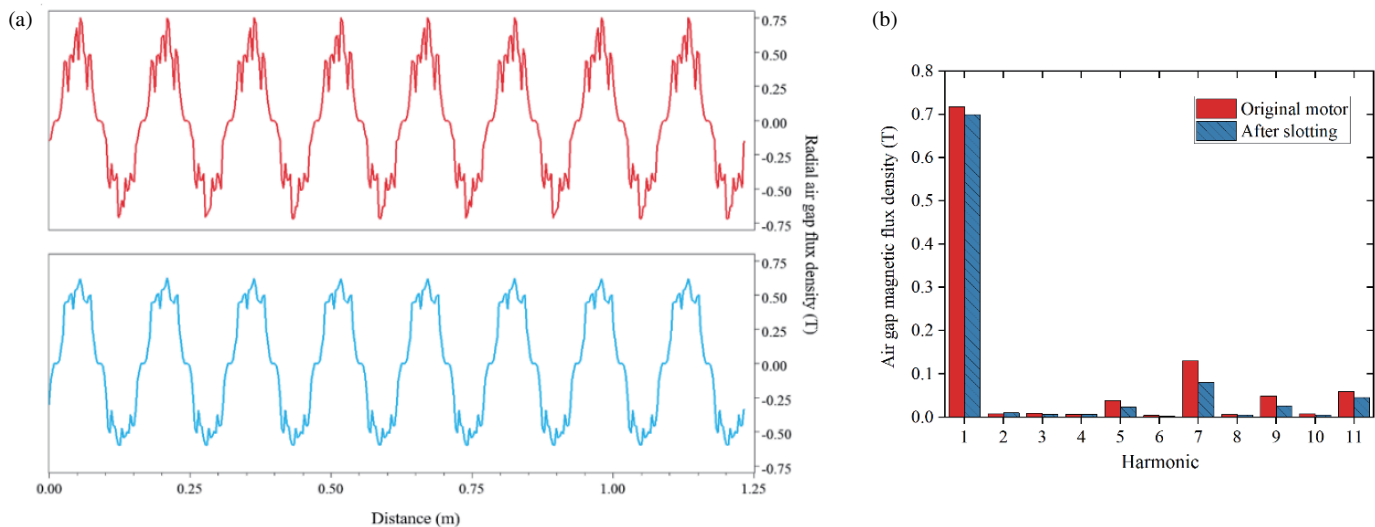 (a)
0.75
0.50
0.25
0.00
-0.25
-0.50
-0.75
0.75
0.50
0.25
0.00
-0.25
-0.50
-0.75
Radial air gap flux density (T)
0.00 0.25 0.50 0.75 1.00 1.25
Distance (m)
(b)
0.8
0.7
0.6
0.5
0.4
0.3
0.2
0.1
0.0
Air gap magnetic flux density (T)
Original motor
After slotting
1 2 3 4 5 6 7 8 9 10 11
Harmonic